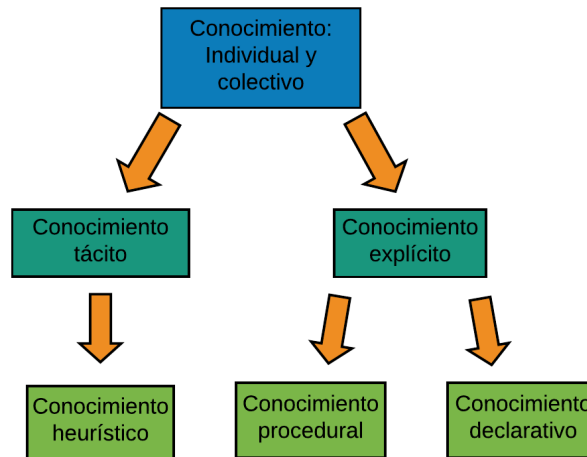 Conocimiento:
Individual y
colectivo
Conocimiento
tácito
Conocimiento
explícito
Conocimiento
heurístico
Conocimiento
procedural
Conocimiento
declarativo